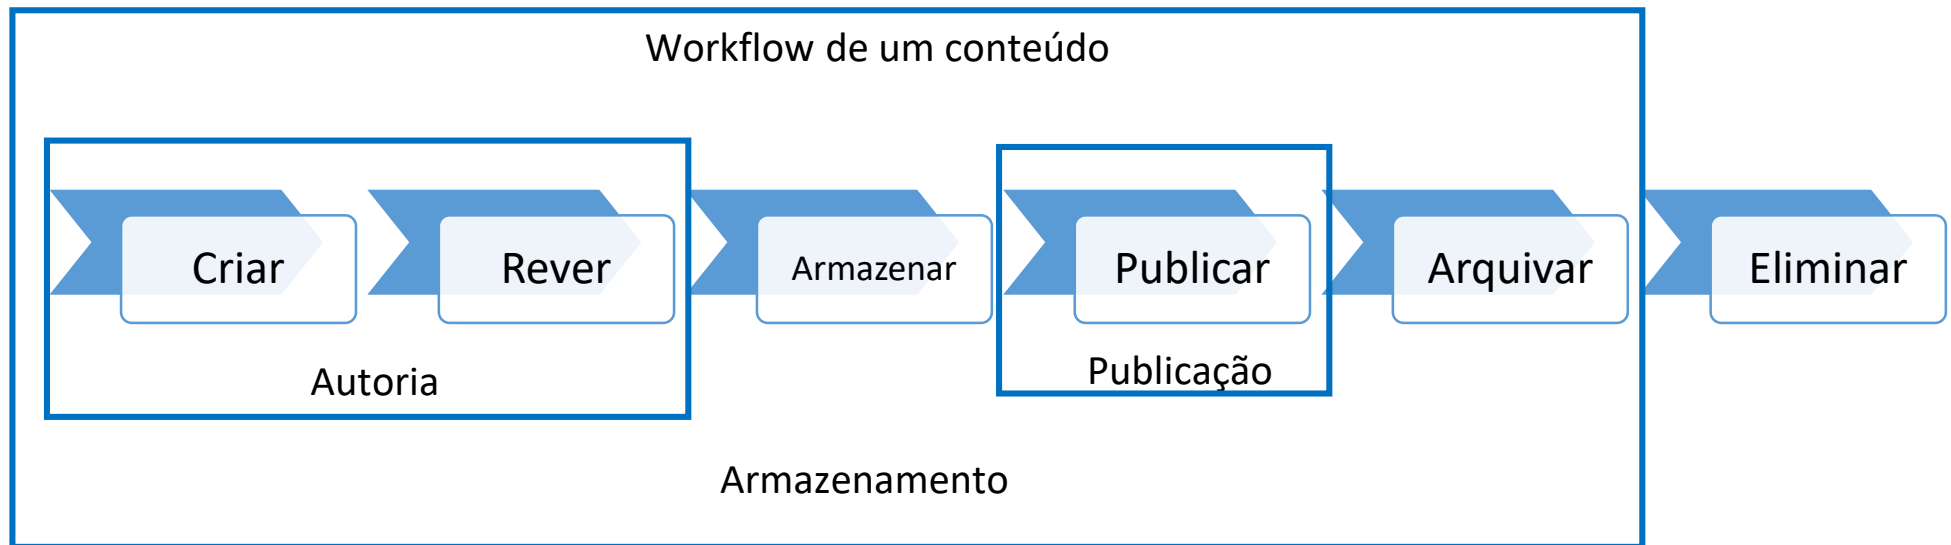 Workflow de um conteúdo
Criar
Rever
Armazenar
Publicar
Arquivar
Eliminar
Autoria
Publicação
Armazenamento